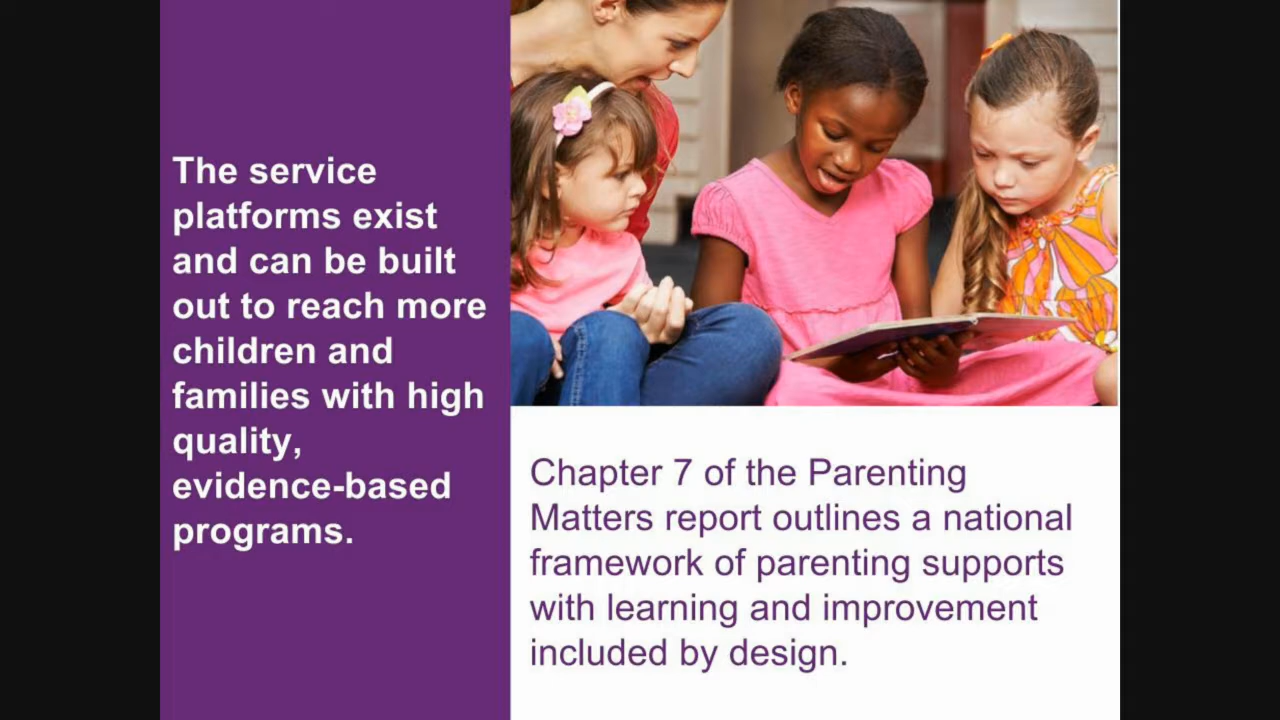 The service
platforms exist
and can be built
out to reach more
children and
families with high
quality,
evidence-based
programs.
Chapter 7 of the Parenting
Matters report outlines a national
framework of parenting supports
with learning and improvement
included by design.